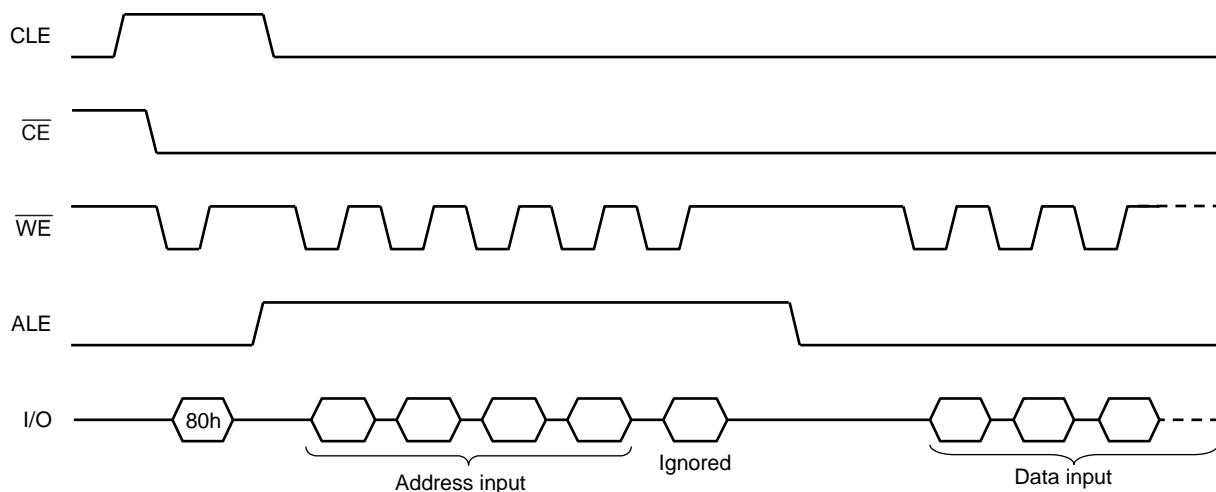 CLE
CE
WE
ALE
I/O
80h
Address input
Ignored
Data input